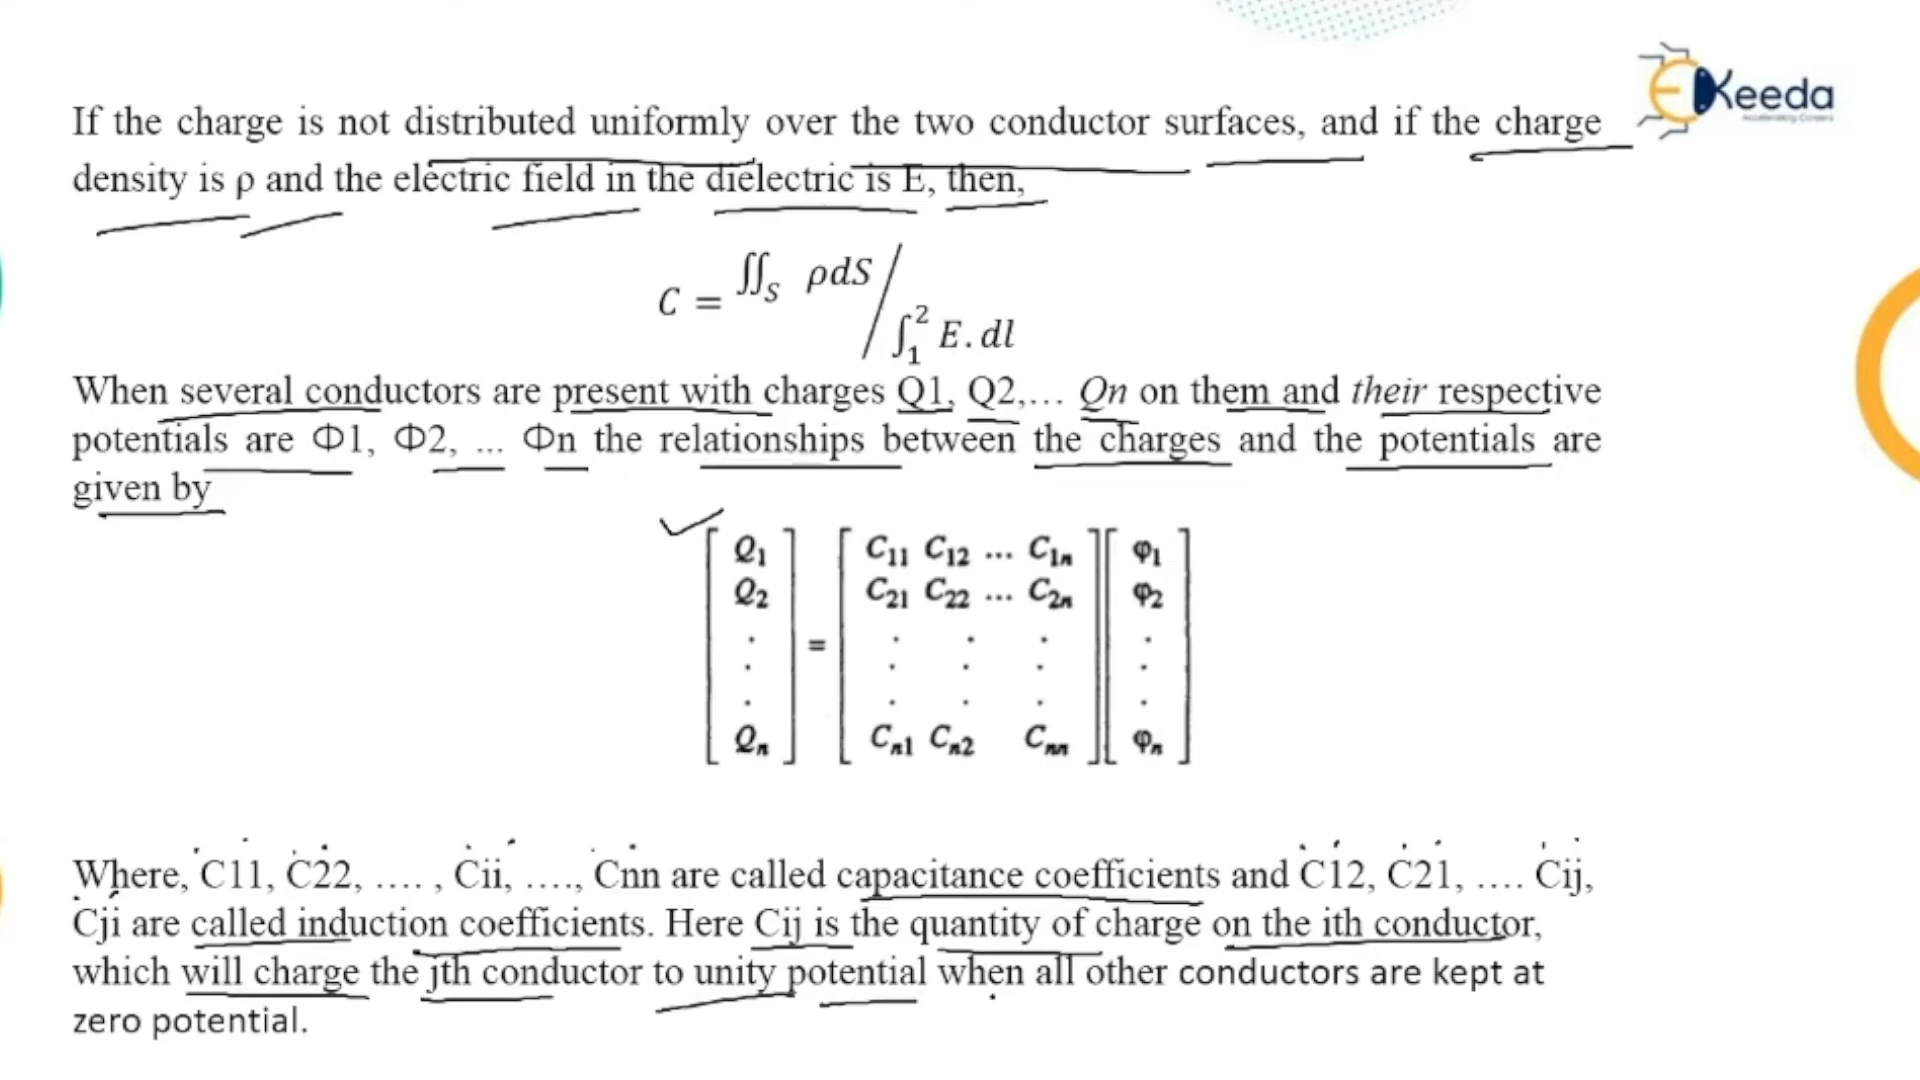 Keeda
If the charge is not distributed uniformly over the two conductor surfaces, and if the charge
density is ρ and the electric field in the dielectric is E, then,
C = ∬S ρdS / ∫₁² E.dl
When several conductors are present with charges Q1, Q2,… Qn on them and their respective
potentials are Φ1, Φ2, … Φn the relationships between the charges and the potentials are
given by
Q₁ C₁₁ C₁₂ … C₁ₙ φ₁
Q₂ C₂₁ C₂₂ … C₂ₙ φ₂
. . . . .
. = . . . .
. . . . .
Qₙ Cₙ₁ Cₙ₂ Cₙₙ φₙ
Where, C11, C22, .... , Cii, ...., Cnn are called capacitance coefficients and C12, C21, .... Cij,
Cji are called induction coefficients. Here Cij is the quantity of charge on the ith conductor,
which will charge the jth conductor to unity potential when all other conductors are kept at
zero potential.